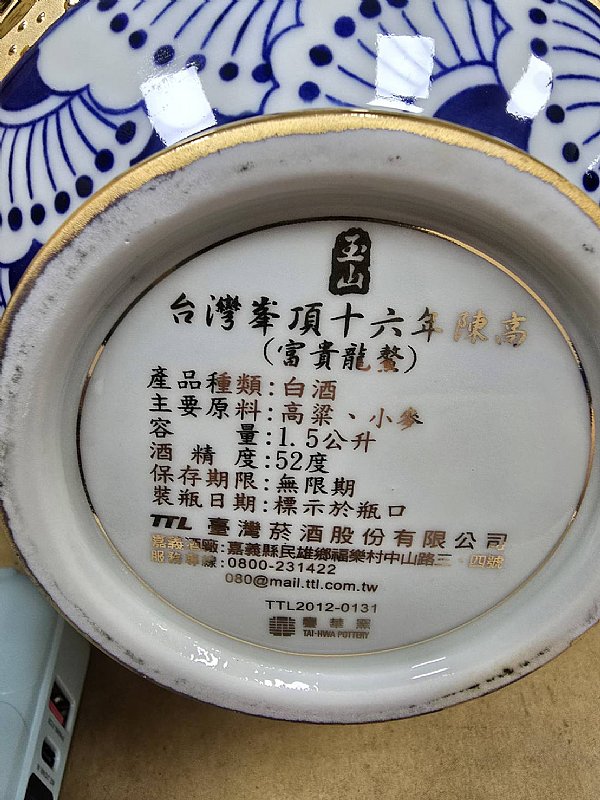 玉山
台灣峯頂十六年陳高
(富貴龍鰲)
產品種類:白酒
主要原料:高粱、小麥
容量:1.5公升
酒精度:52度
保存期限:無限期
裝瓶日期:標示於瓶口
TTL 臺灣菸酒股份有限公司
嘉義酒廠:嘉義縣民雄鄉福樂村中山路三、四號
服務專線:0800-231422
080@mail.ttl.com.tw
TTL2012-0131
臺華窯
TAI-HWA POTTERY